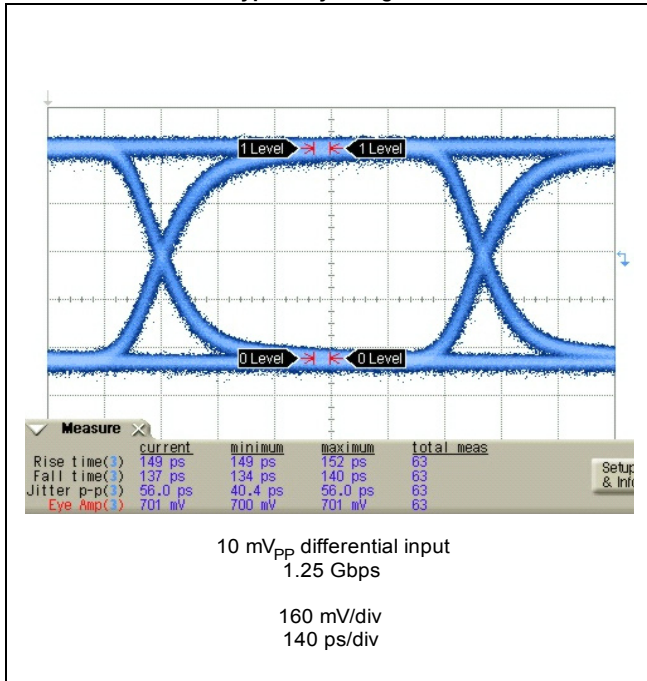 1 Level 1 Level
0 Level 0 Level
Measure
current minimum maximum total meas
Rise time(3) 149 ps 149 ps 152 ps 63
Fall time(3) 137 ps 134 ps 140 ps 63
Jitter p-p(3) 56.0 ps 40.4 ps 56.0 ps 63
Eye Amp(3) 701 mV 700 mV 701 mV 63
Setup
& Info
10 mVPP differential input
1.25 Gbps
160 mV/div
140 ps/div